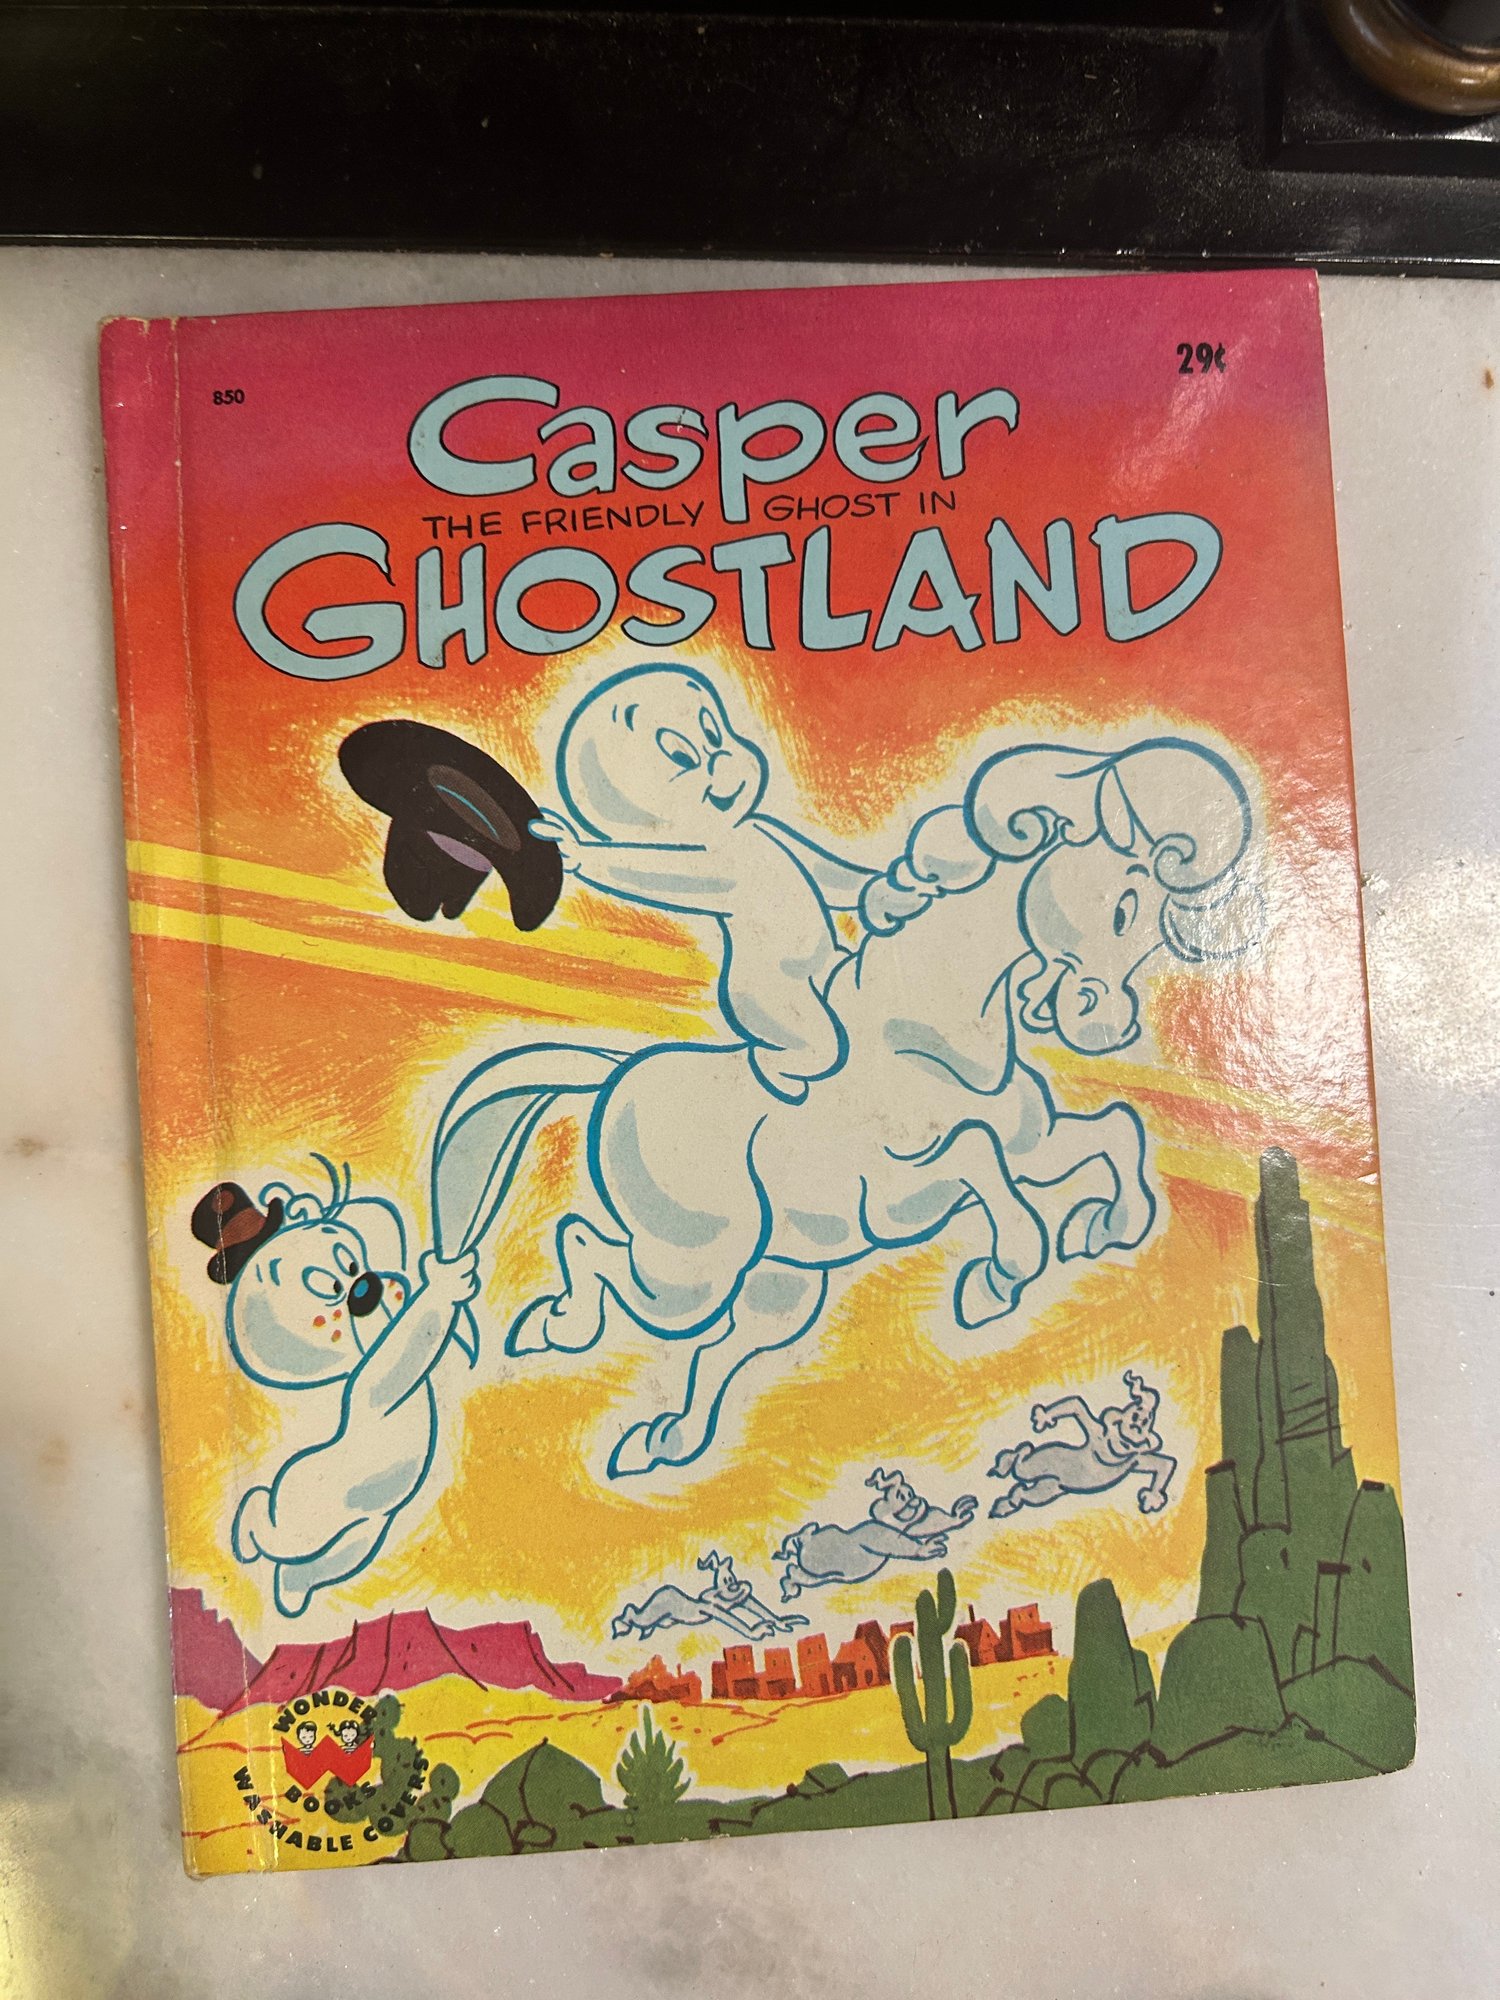 850
29¢
Casper
THE FRIENDLY GHOST IN
GHOSTLAND
WONDER
BOOKS
WASHABLE COVERS